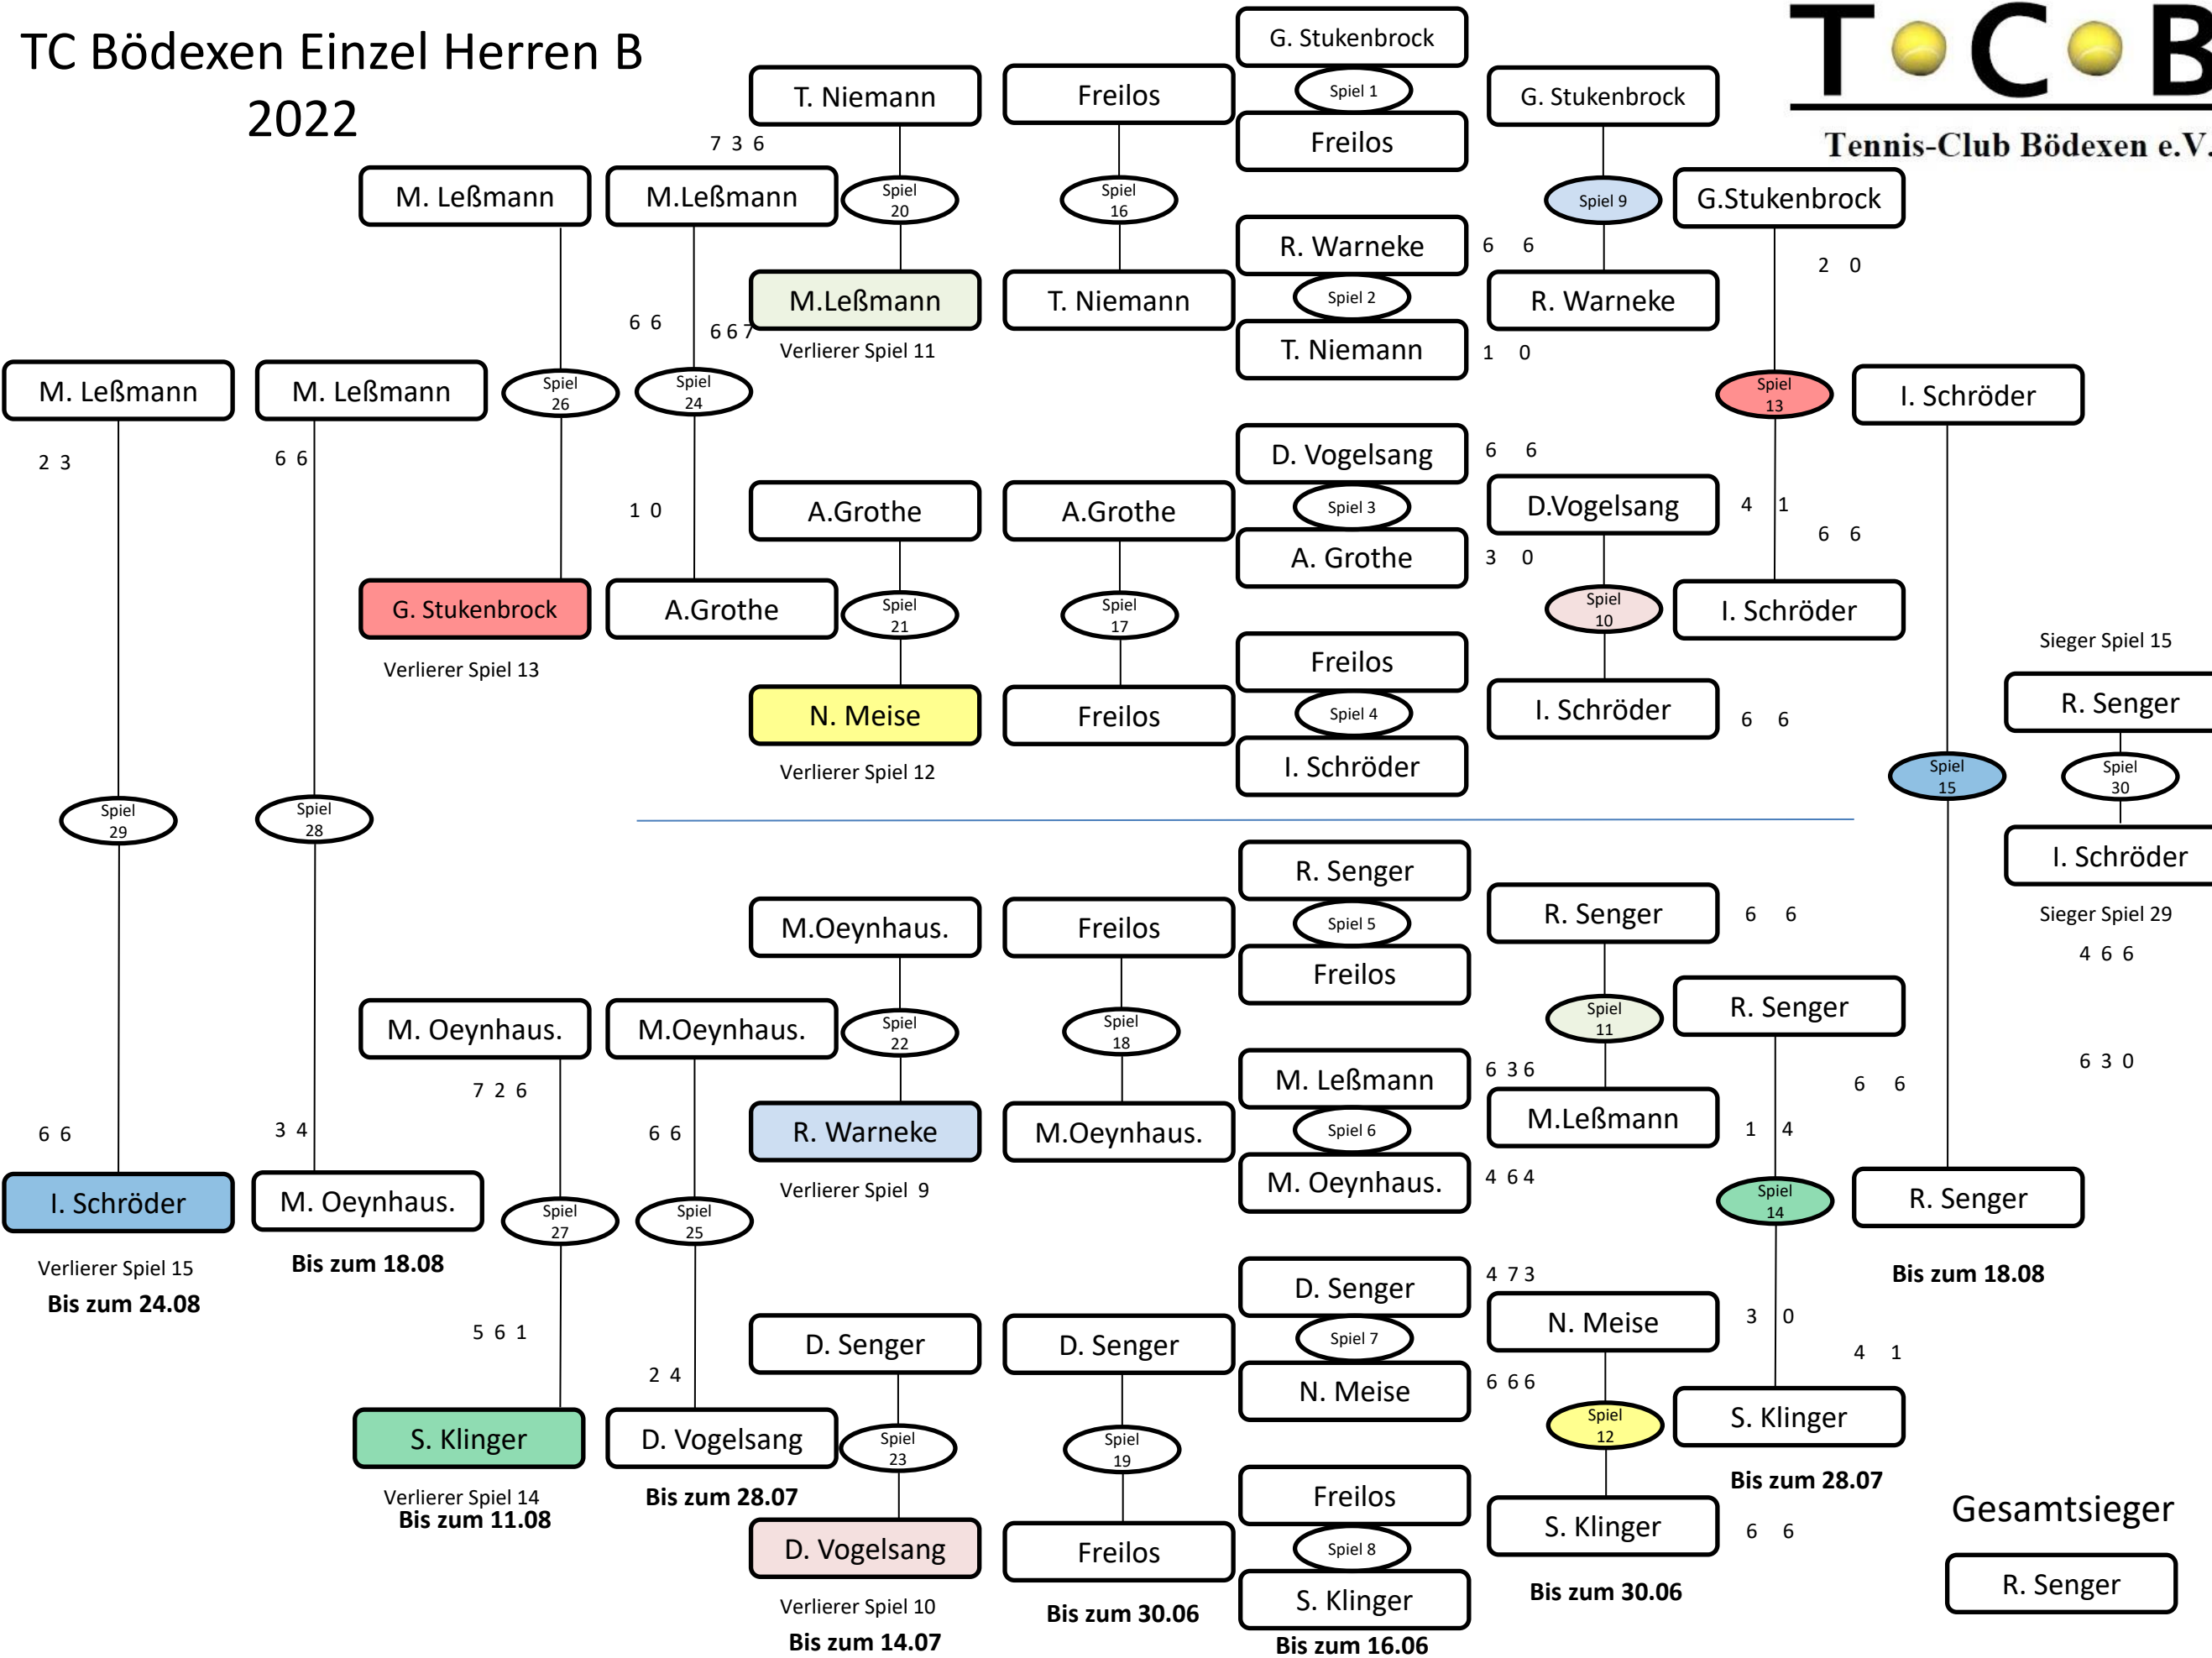 TC Bödexen Einzel Herren B
2022
T C B
Tennis-Club Bödexen e.V.
M. Leßmann
2 3
Spiel
29
6 6
I. Schröder
Verlierer Spiel 15
Bis zum 24.08
M. Leßmann
6 6
Spiel
28
3 4
M. Oeynhaus.
Bis zum 18.08
M. Leßmann
Spiel
26
G. Stukenbrock
Verlierer Spiel 13
M. Oeynhaus.
7 2 6
Spiel
27
5 6 1
S. Klinger
Verlierer Spiel 14
Bis zum 11.08
7 3 6
M.Leßmann
6 6
6 6 7
Spiel
24
1 0
A.Grothe
M.Oeynhaus.
6 6
Spiel
25
2 4
D. Vogelsang
Bis zum 28.07
T. Niemann
Spiel
20
M.Leßmann
Verlierer Spiel 11
A.Grothe
Spiel
21
N. Meise
Verlierer Spiel 12
M.Oeynhaus.
Spiel
22
R. Warneke
Verlierer Spiel 9
D. Senger
Spiel
23
D. Vogelsang
Verlierer Spiel 10
Bis zum 14.07
Freilos
Spiel
16
T. Niemann
A.Grothe
Spiel
17
Freilos
Freilos
Spiel
18
M.Oeynhaus.
D. Senger
Spiel
19
Freilos
Bis zum 30.06
G. Stukenbrock
Spiel 1
Freilos
R. Warneke
6 6
Spiel 2
T. Niemann
1 0
D. Vogelsang
6 6
Spiel 3
A. Grothe
3 0
Freilos
Spiel 4
I. Schröder
R. Senger
Spiel 5
Freilos
M. Leßmann
6 3 6
Spiel 6
M. Oeynhaus.
4 6 4
D. Senger
4 7 3
Spiel 7
N. Meise
6 6 6
Freilos
Spiel 8
S. Klinger
Bis zum 16.06
G. Stukenbrock
Spiel 9
R. Warneke
D.Vogelsang
4 1
Spiel
10
I. Schröder
6 6
R. Senger
6 6
Spiel
11
M.Leßmann
1 4
N. Meise
3 0
Spiel
12
S. Klinger
6 6
Bis zum 30.06
G.Stukenbrock
2 0
Spiel
13
6 6
I. Schröder
R. Senger
6 6
Spiel
14
4 1
S. Klinger
Bis zum 28.07
I. Schröder
Spiel
15
R. Senger
Bis zum 18.08
Sieger Spiel 15
R. Senger
Spiel
30
I. Schröder
Sieger Spiel 29
4 6 6
6 3 0
Gesamtsieger
R. Senger